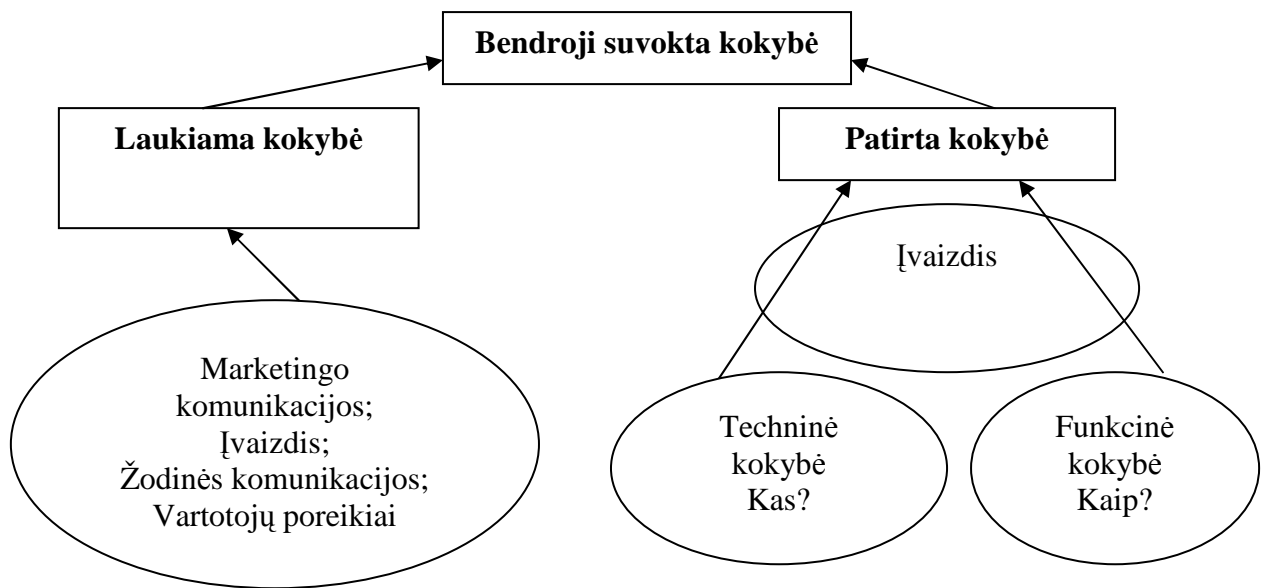 Bendroji suvokta kokybė
Laukiama kokybė
Patirta kokybė
Įvaizdis
Marketingo
komunikacijos;
Įvaizdis;
Žodinės komunikacijos;
Vartotojų poreikiai
Techninė
kokybė
Kas?
Funkcinė
kokybė
Kaip?